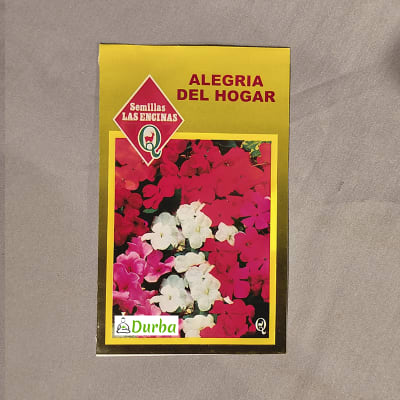 ALEGRIA
DEL HOGAR
Semillas
LAS ENCINAS
Durba